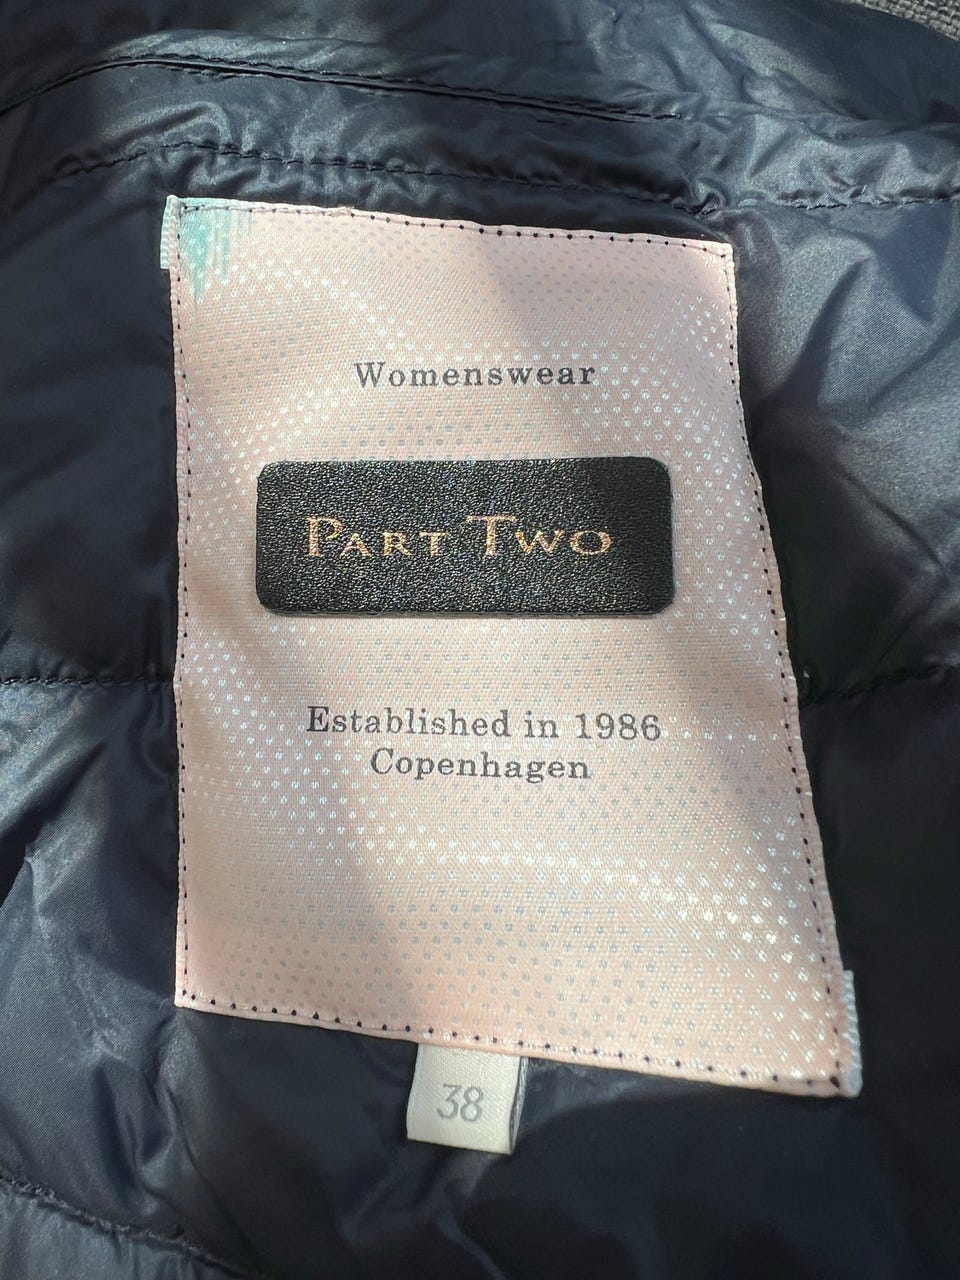 Womenswear
PART TWO
Established in 1986
Copenhagen
38